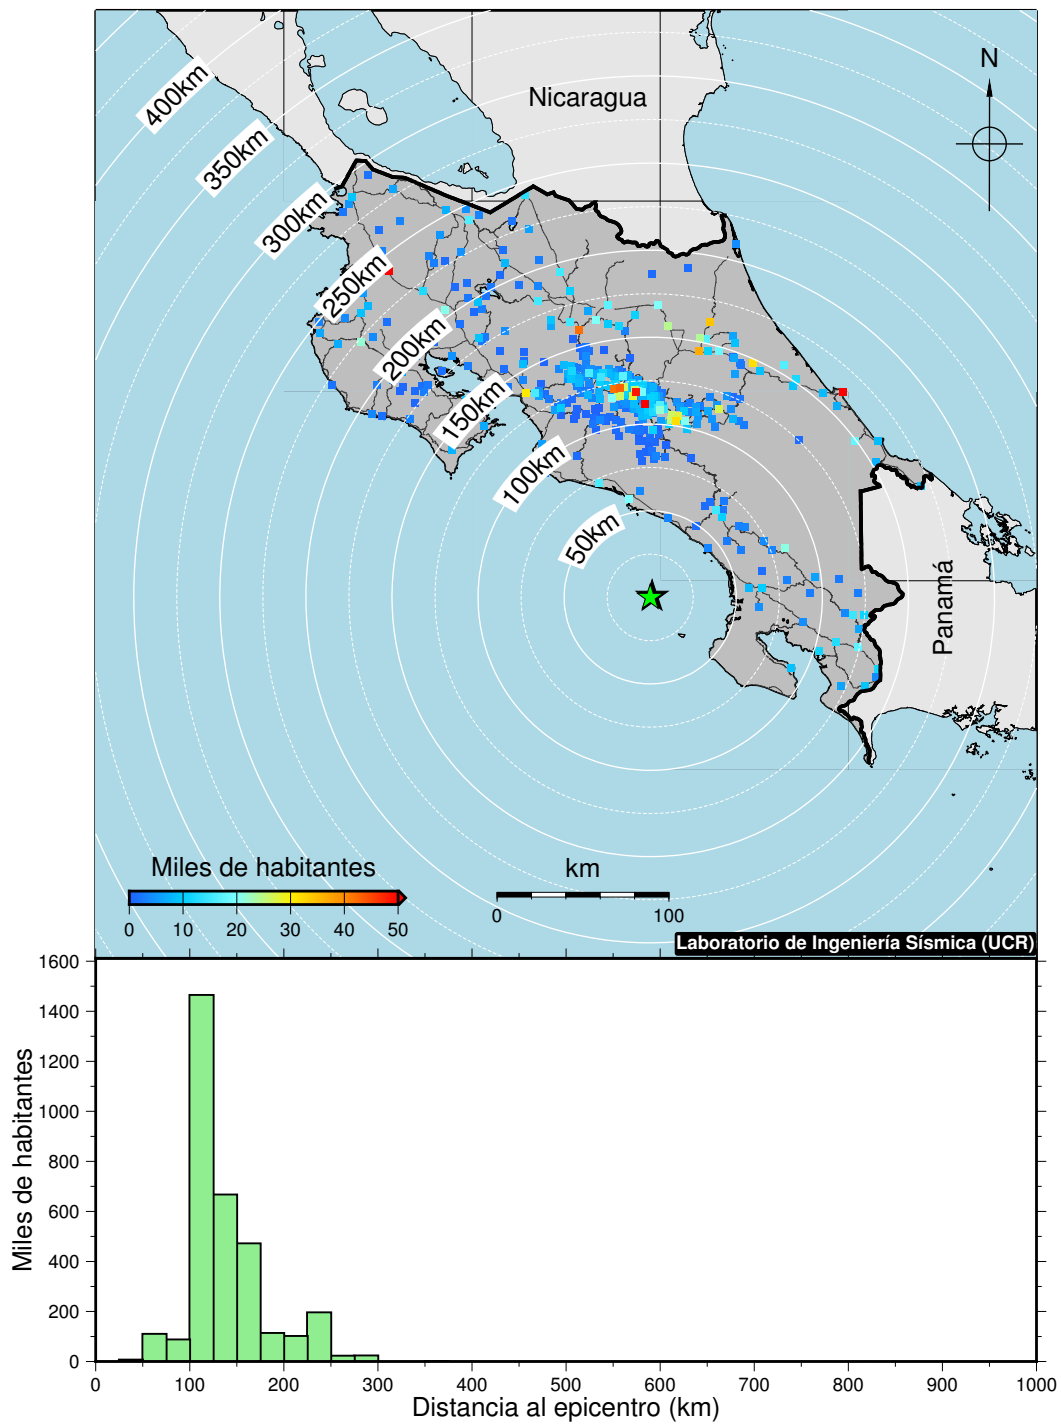 N
Nicaragua
400km
350km
300km
250km
200km
150km
100km
50km
Panamá
Miles de habitantes
0 10 20 30 40 50
km
0 100
Laboratorio de Ingeniería Sísmica (UCR)
Miles de habitantes
1600
1400
1200
1000
800
600
400
200
0
0 100 200 300 400 500 600 700 800 900 1000
Distancia al epicentro (km)